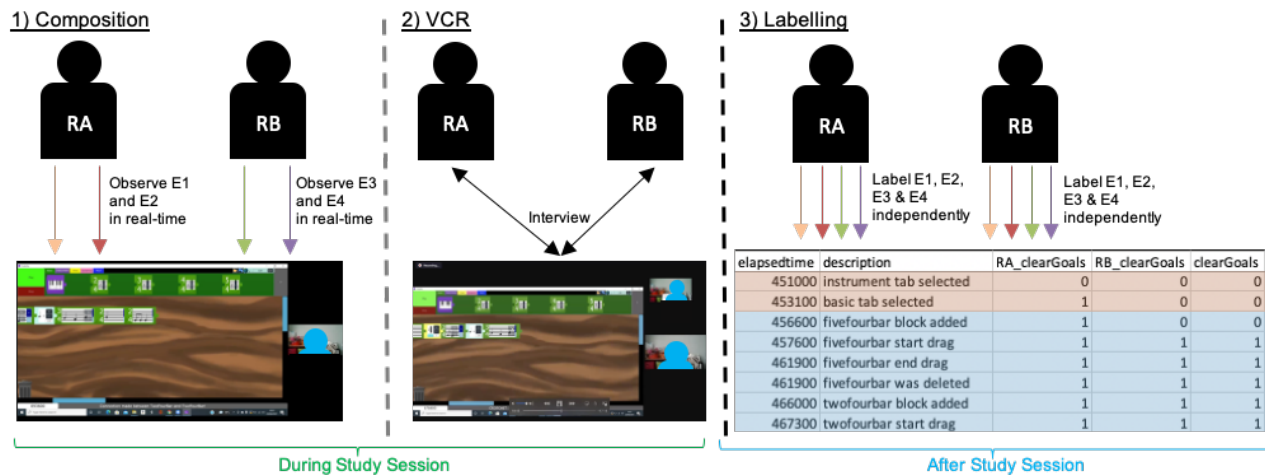 1) Composition
2) VCR
3) Labelling
RA
RB
RA
RB
RA
RB
Observe E1
and E2
in real-time
Observe E3
and E4
in real-time
Interview
Label E1, E2,
E3 & E4
independently
Label E1, E2,
E3 & E4
independently
elapsedtime description RA_clearGoals RB_clearGoals clearGoals
451000 instrument tab selected 0 0 0
453100 basic tab selected 1 0 0
456600 fivefourbar block added 1 0 0
457600 fivefourbar start drag 1 1 1
461900 fivefourbar end drag 1 1 1
461900 fivefourbar was deleted 1 1 1
466000 twofourbar block added 1 1 1
467300 twofourbar start drag 1 1 1
During Study Session
After Study Session